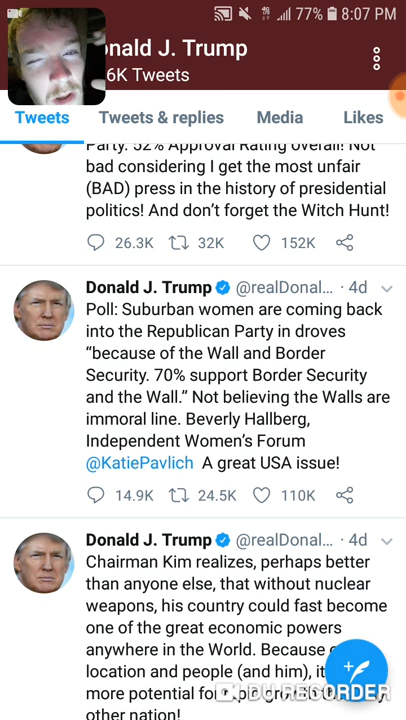 77% 8:07 PM
onald J. Trump
6K Tweets
Tweets Tweets & replies Media Likes
Party. 52% Approval Rating overall! Not
bad considering I get the most unfair
(BAD) press in the history of presidential
politics! And don't forget the Witch Hunt!
26.3K 32K 152K
Donald J. Trump @realDonal... · 4d
Poll: Suburban women are coming back
into the Republican Party in droves
“because of the Wall and Border
Security. 70% support Border Security
and the Wall.” Not believing the Walls are
immoral line. Beverly Hallberg,
Independent Women's Forum
@KatiePavlich A great USA issue!
14.9K 24.5K 110K
Donald J. Trump @realDonal... · 4d
Chairman Kim realizes, perhaps better
than anyone else, that without nuclear
weapons, his country could fast become
one of the great economic powers
anywhere in the World. Because
location and people (and him), it
more potential for
other nation!
DU RECORDER